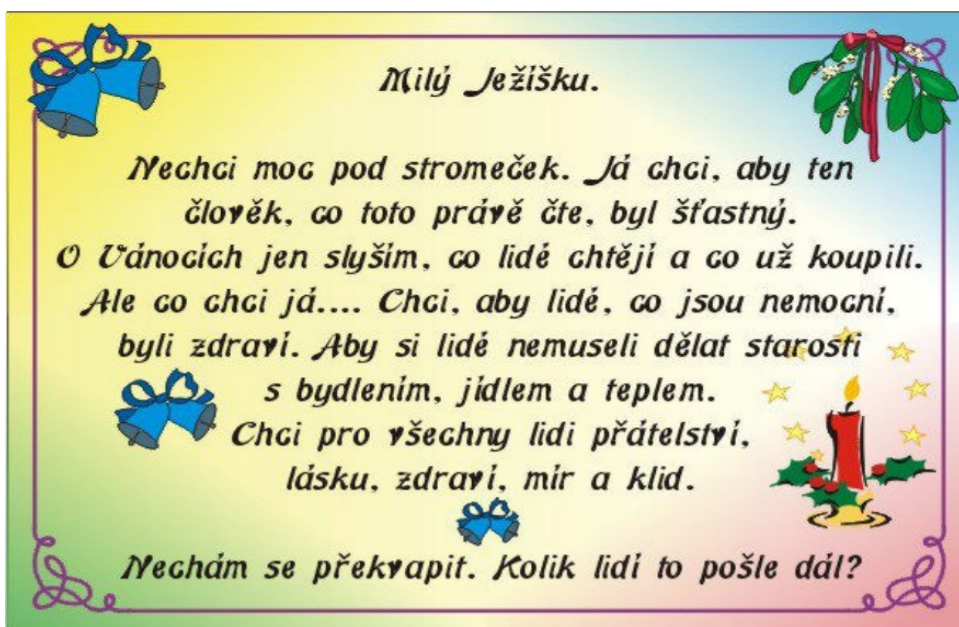 Milý Ježíšku.
Nechci moc pod stromeček. Já chci, aby ten
člověk, co toto právě čte, byl šťastný.
O Vánocích jen slyším, co lidé chtějí a co už koupili.
Ale co chci já.... Chci, aby lidé, co jsou nemocní,
byli zdraví. Aby si lidé nemuseli dělat starosti
s bydlením, jídlem a teplem.
Chci pro všechny lidi přátelství,
lásku, zdraví, mír a klid.
Nechám se překvapit. Kolik lidí to pošle dál?